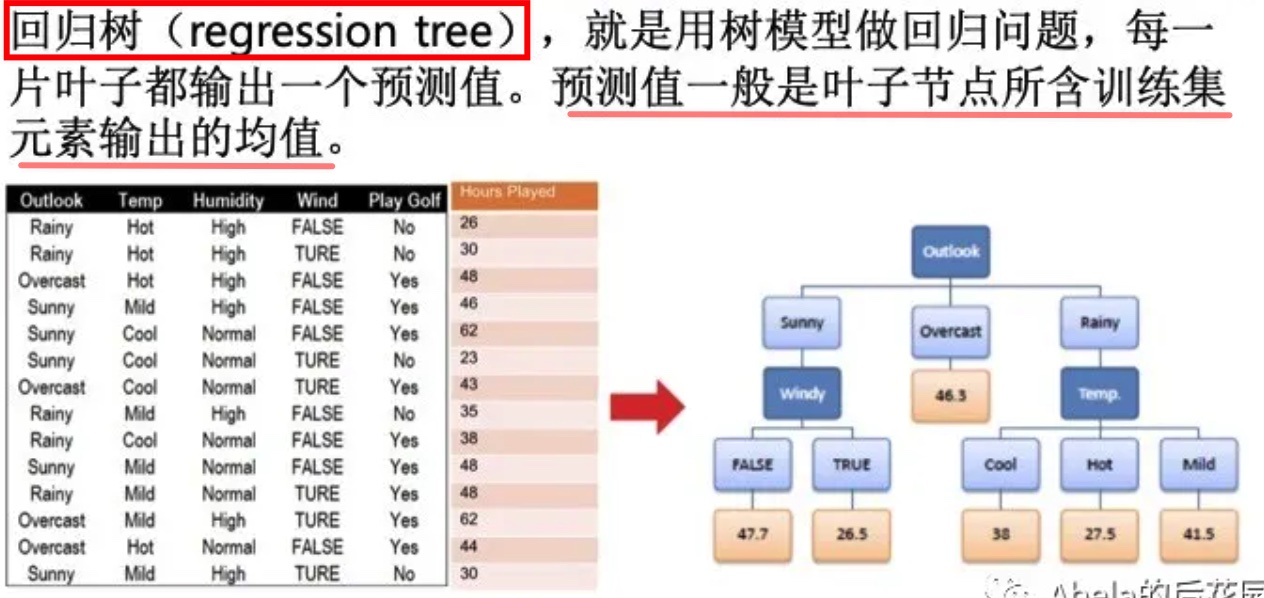 回归树（regression tree），就是用树模型做回归问题，每一
片叶子都输出一个预测值。预测值一般是叶子节点所含训练集
元素输出的均值。
Outlook Temp Humidity Wind Play Golf Hours Played
Rainy Hot High FALSE No 26
Rainy Hot High TURE No 30
Overcast Hot High FALSE Yes 48
Sunny Mild High FALSE Yes 46
Sunny Cool Normal FALSE Yes 62
Sunny Cool Normal TURE No 23
Overcast Cool Normal TURE Yes 43
Rainy Mild High FALSE No 35
Rainy Cool Normal FALSE Yes 38
Sunny Mild Normal FALSE Yes 48
Rainy Mild Normal TURE Yes 48
Overcast Mild High TURE Yes 62
Overcast Hot Normal FALSE Yes 44
Sunny Mild High TURE No 30
Outlook
Sunny Overcast Rainy
Windy 46.3 Temp.
FALSE TRUE Cool Hot Mild
47.7 26.5 38 27.5 41.5
的后花园